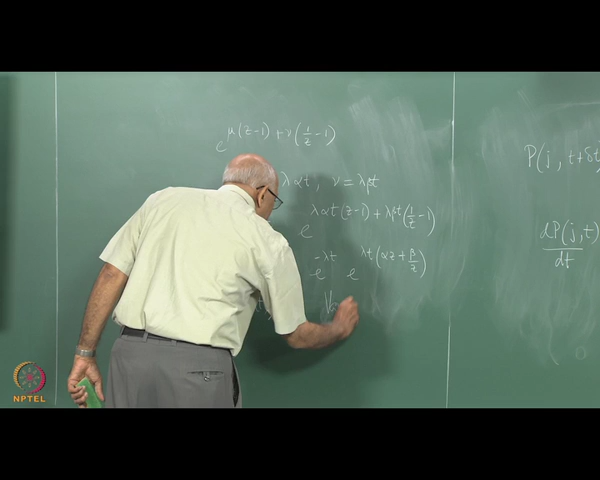 e^{μ(z-1) + ν(1/z - 1)}
λαt, ν = λβt
e^{λαt(z-1) + λβt(1/z - 1)}
e^{-λt} e^{λt(αz + β/z)}
P(j, t+δt)
dP(j,t)/dt
NPTEL